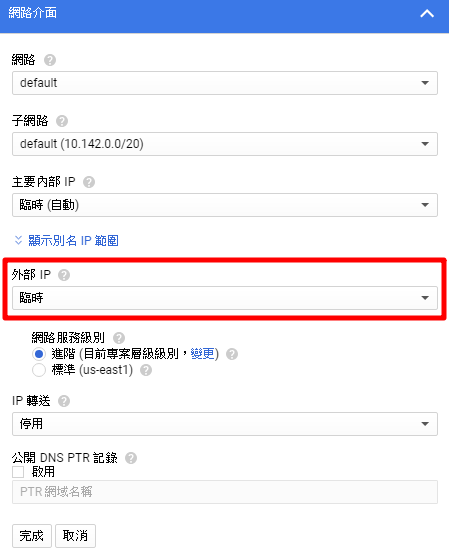 網路介面
網路
default
子網路
default (10.142.0.0/20)
主要內部 IP
臨時 (自動)
顯示別名 IP 範圍
外部 IP
臨時
網路服務級別
進階 (目前專案層級級別，變更)
標準 (us-east1)
IP 轉送
停用
公開 DNS PTR 記錄
啟用
PTR 網域名稱
完成 取消